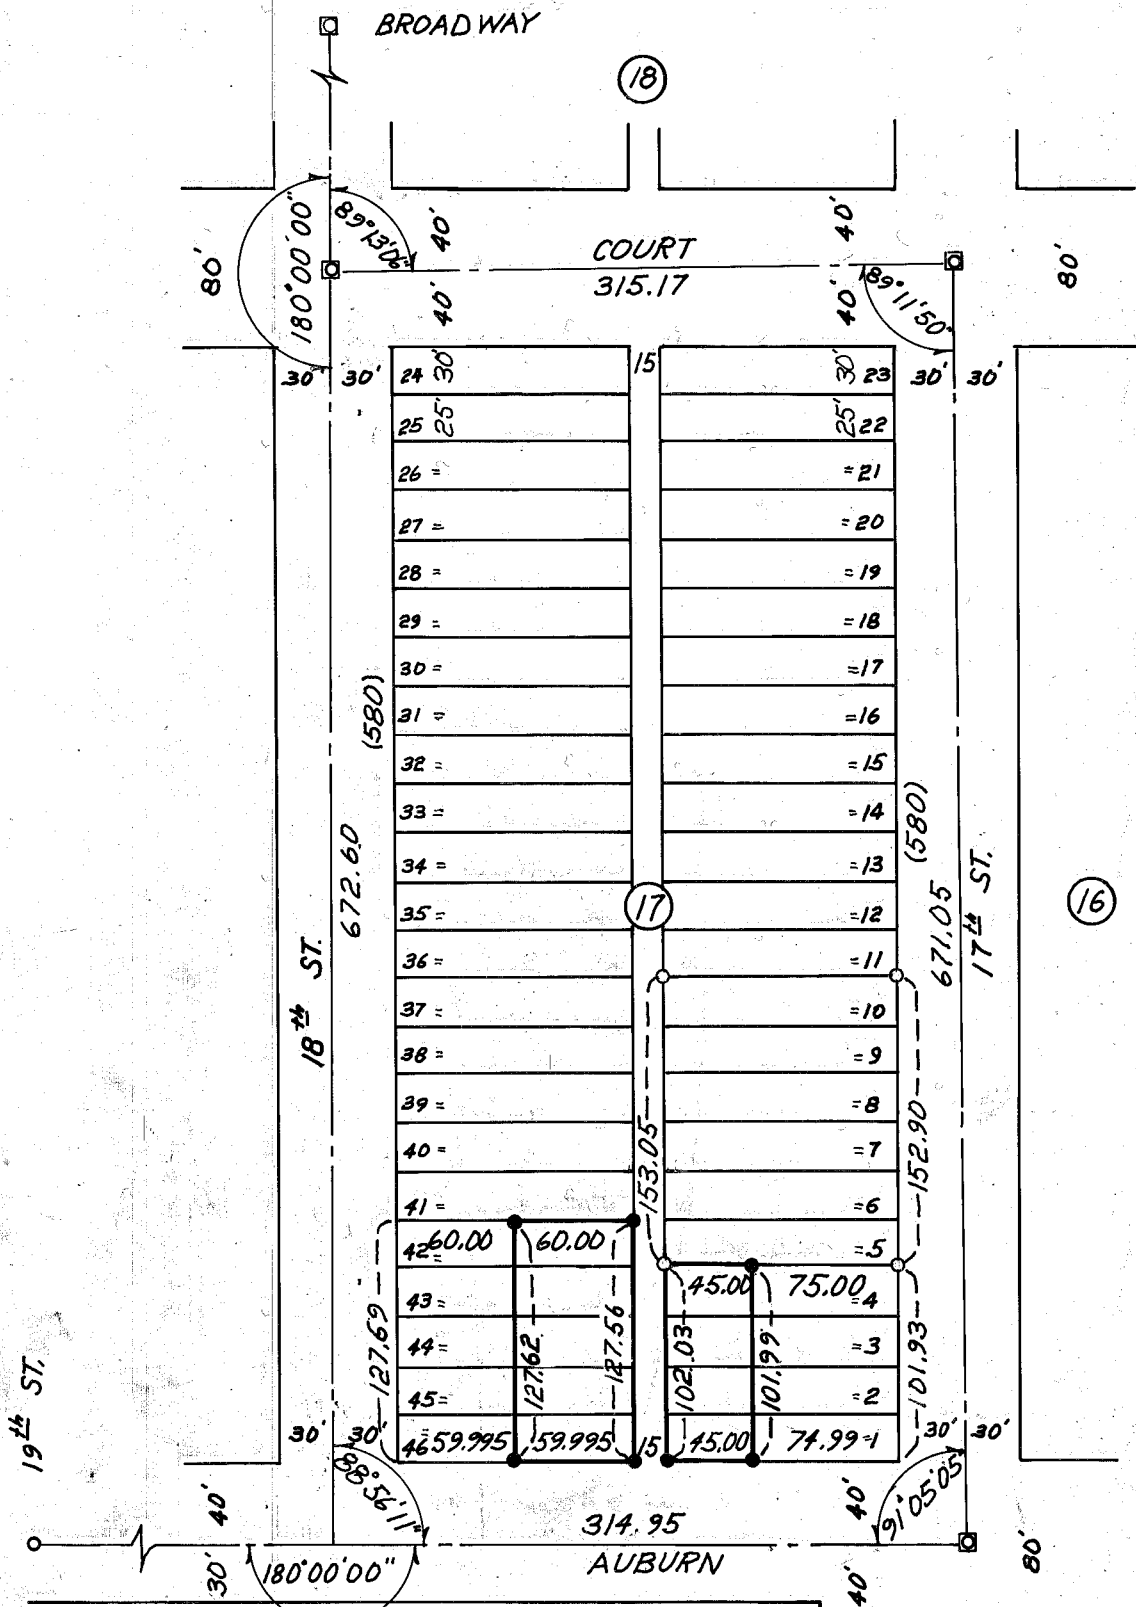 BROADWAY
18
180°00'00"
89°13'06"
40'
40'
80'
COURT
315.17
80'
40'
40'
89°11'50"
30' 30' 24 30' 15 30' 23 30' 30'
25 25' 25' 22
26 = = 21
27 = = 20
28 = = 19
29 = = 18
30 = = 17
(580)
31 = = 16
32 = = 15
33 = = 14
(580)
672.60
34 = = 13
35 = 17 = 12
16
671.05
17th ST.
18th ST.
36 = = 11
37 = = 10
38 = = 9
39 = = 8
40 = = 7
153.05
152.90
41 = = 6
42 = 60.00 60.00 = 5
45.00 75.00
43 = = 4
127.69
127.62
127.56
102.03
101.99
101.93
44 = = 3
45 = = 2
19th ST.
30' 30' 46 = 59.995 59.995 15 45.00 74.99 = 1 30' 30'
88°56'11"
91°05'05"
40'
40'
314.95
AUBURN
30'
180°00'00"
40'
80'